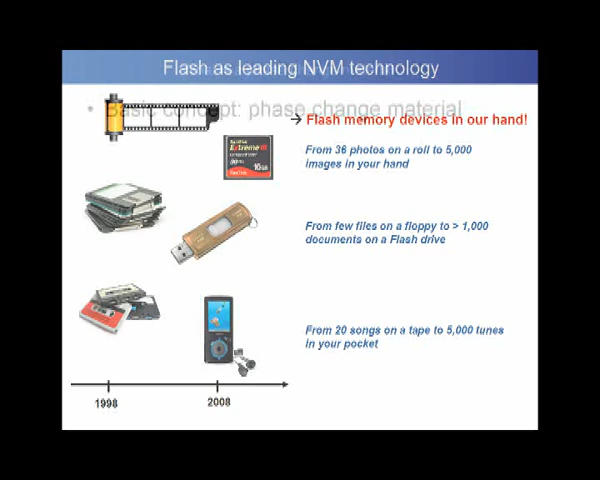 Flash as leading NVM technology
• Basic concept: phase change material
→ Flash memory devices in our hand!
From 36 photos on a roll to 5,000
images in your hand
Extreme III
From few files on a floppy to > 1,000
documents on a Flash drive
From 20 songs on a tape to 5,000 tunes
in your pocket
1998
2008